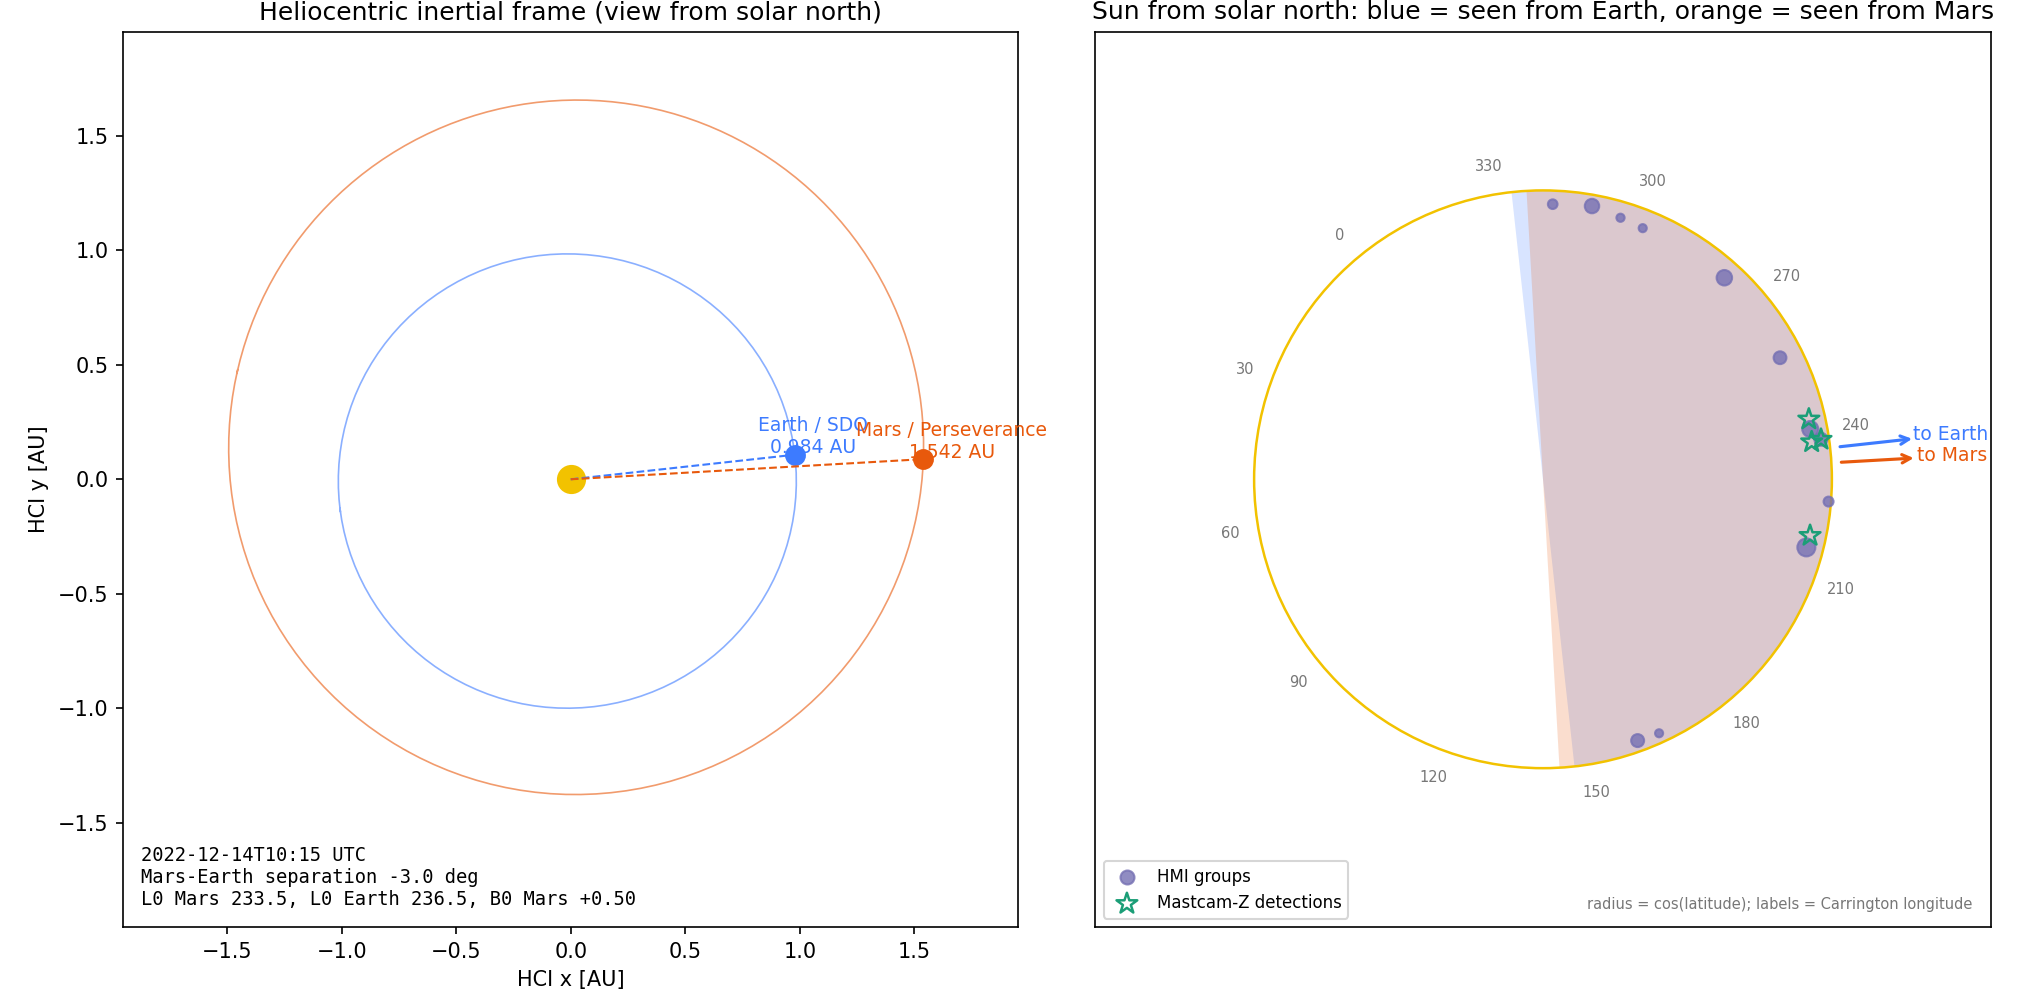 Heliocentric inertial frame (view from solar north)
1.5
1.0
0.5
0.0
−0.5
−1.0
−1.5
HCI y [AU]
Earth / SDO
0.984 AU
Mars / Perseverance
1.542 AU
2022-12-14T10:15 UTC
Mars-Earth separation -3.0 deg
L0 Mars 233.5, L0 Earth 236.5, B0 Mars +0.50
−1.5 −1.0 −0.5 0.0 0.5 1.0 1.5
HCI x [AU]
Sun from solar north: blue = seen from Earth, orange = seen from Mars
330
300
0
270
30
240
to Earth
to Mars
60
210
90
180
120
150
HMI groups
Mastcam-Z detections
radius = cos(latitude); labels = Carrington longitude